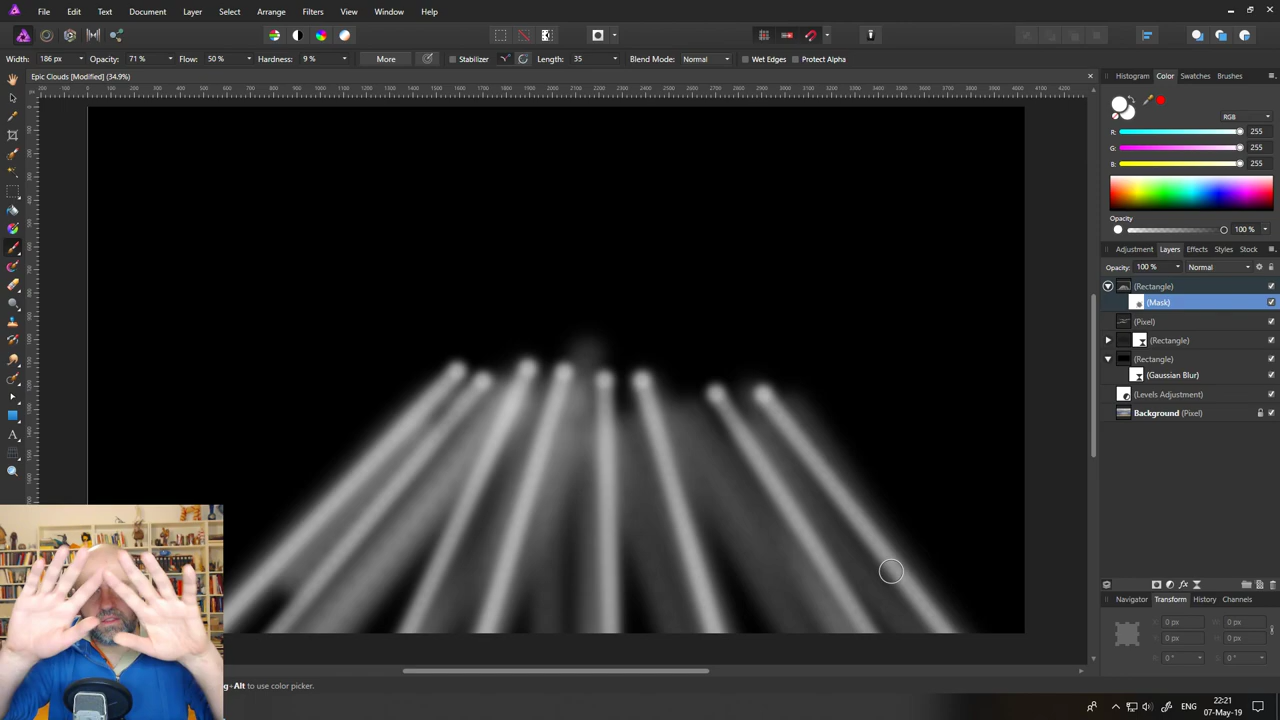 File Edit Text Document Layer Select Arrange Filters View Window Help
Width: 186 px Opacity: 71 % Flow: 50 % Hardness: 9 % More Stabilizer Length: 35 Blend Mode: Normal Wet Edges Protect Alpha
Epic Clouds [Modified] (34.9%)
Histogram Color Swatches Brushes
RGB
R: 255
G: 255
B: 255
Opacity
100 %
Adjustment Layers Effects Styles Stock
Opacity: 100 % Normal
(Rectangle)
(Mask)
(Pixel)
(Rectangle)
(Rectangle)
(Gaussian Blur)
(Levels Adjustment)
Background (Pixel)
Navigator Transform History Channels
X: 0 px W: 0 px
Y: 0 px H: 0 px
R: 0 ° S: 0 °
g+Alt to use color picker.
ENG
22:21
07-May-19